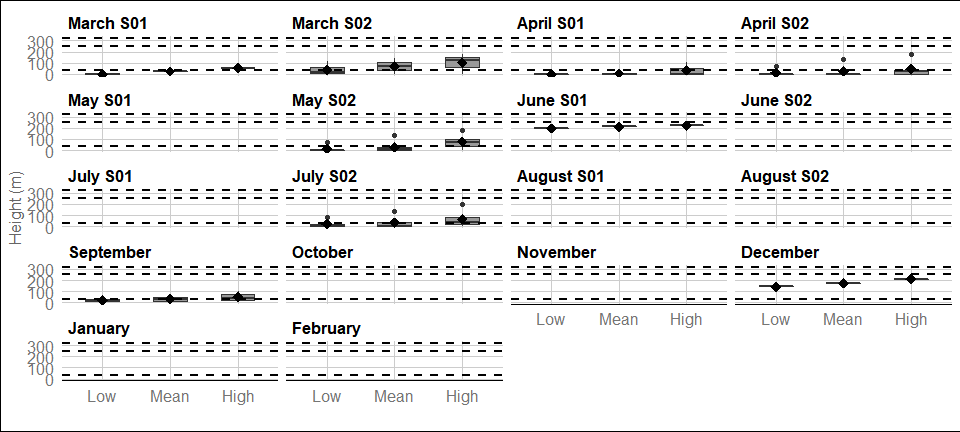 March S01 March S02 April S01 April S02
300
200
100
0
May S01 May S02 June S01 June S02
300
200
100
0
July S01 July S02 August S01 August S02
300
200
100
0
Height (m)
September October November December
300
200
100
0
Low Mean High Low Mean High
January February
300
200
100
0
Low Mean High Low Mean High